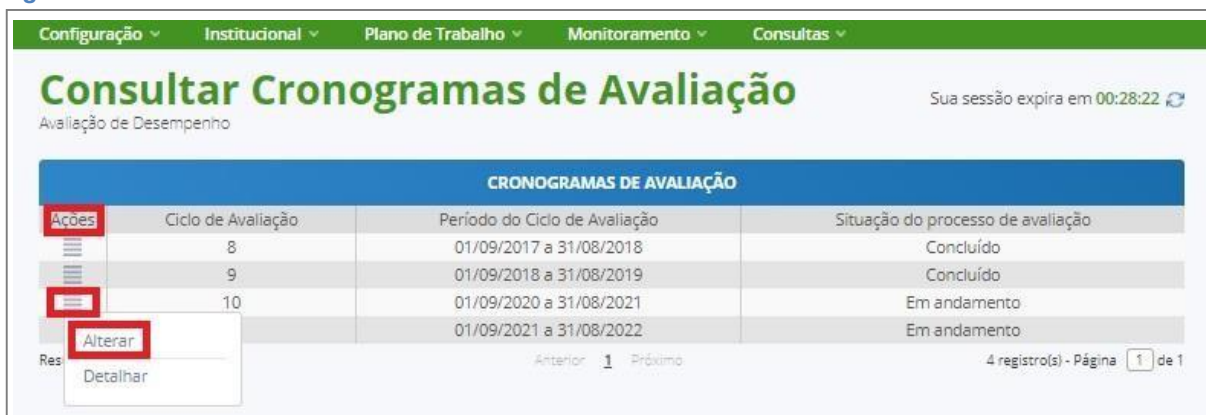 Configuração Institucional Plano de Trabalho Monitoramento Consultas
Consultar Cronogramas de Avaliação
Sua sessão expira em 00:28:22
Avaliação de Desempenho
CRONOGRAMAS DE AVALIAÇÃO
Ações Ciclo de Avaliação Período do Ciclo de Avaliação Situação do processo de avaliação
8 01/09/2017 a 31/08/2018 Concluído
9 01/09/2018 a 31/08/2019 Concluído
10 01/09/2020 a 31/08/2021 Em andamento
01/09/2021 a 31/08/2022 Em andamento
Alterar
Res Anterior 1 Próximo 4 registro(s) - Página 1 de 1
Detalhar